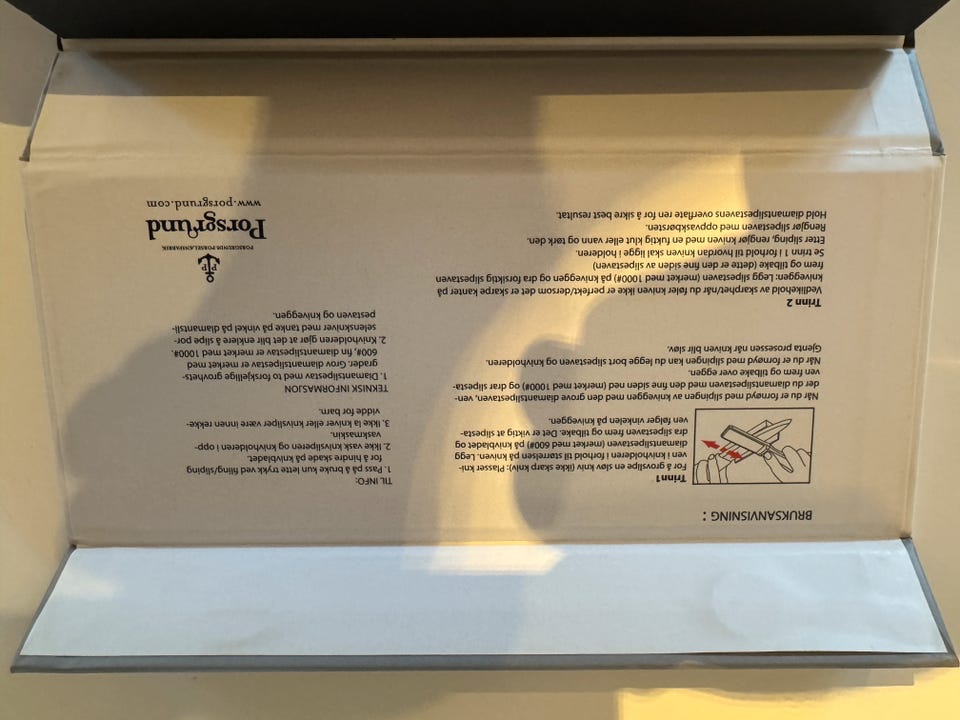 BRUKSANVISNING :
Trinn1
For å grovslipe en sløv kniv (ikke skarp kniv): Plasser kni-
ven i knivholderen i forhold til størrelsen på kniven. Legg
diamantslipestaven (merket med 600#) på knivbladet og
dra slipestaven frem og tilbake. Det er viktig at slipesta-
ven følger vinkelen på knivveggen.
Når du er fornøyd med slipingen av knivveggen med den grove diamantslipestaven, ven-
der du diamantslipestaven med den fine siden ned (merket med 1000#) og drar slipesta-
ven frem og tilbake over eggen.
Når du er fornøyd med slipingen kan du legge bort slipestaven og knivholderen.
Gjenta prosessen når kniven blir sløv.
Trinn 2
Vedlikehold av skarphet/når du føler kniven ikke er perfekt/dersom det er skarpe kanter på
knivveggen: Legg slipestaven (merket med 1000#) på knivveggen og dra forsiktig slipestaven
frem og tilbake (dette er den fine siden av slipestaven)
Se trinn 1 i forhold til hvordan kniven skal ligge i holderen.
Etter sliping, rengjør kniven med en fuktig klut eller vann og tørk den.
Rengjør slipestaven med oppvaskbørsten.
Hold diamantslipestavens overflate ren for å sikre best resultat.
TIL INFO:
1. Pass på å bruke kun lette trykk ved filing/sliping
for å hindre skade på knivbladet.
2. Ikke vask knivsliperen og knivholderen i opp-
vaskmaskin.
3. Ikke la kniver eller knivsliper være innen rekke-
vidde for barn.
TEKNISK INFORMASJON
1. Diamantslipestav med to forskjellige grovhets-
grader. Grov diamantslipestav er merket med
600#, fin diamantslipestav er merket med 1000#.
2. Knivholderen gjør at det blir enklere å slipe por-
selenskniver med tanke på vinkel på diamantsli-
pestaven og knivveggen.
PP
PORSGRUNDS PORSELÆNSFABRIK
Porsgrund
www.porsgrund.com